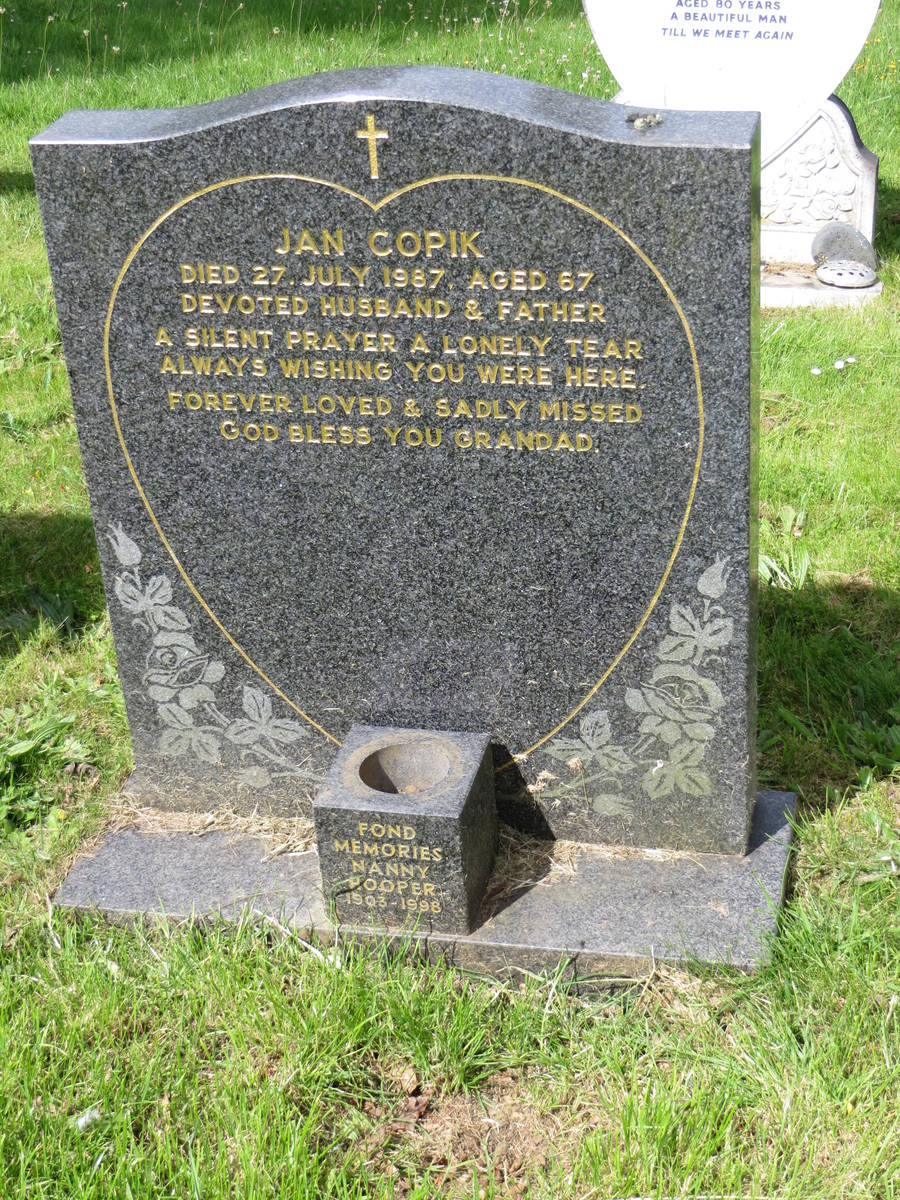 AGED 80 YEARS
A BEAUTIFUL MAN
TILL WE MEET AGAIN
JAN COPIK
DIED 27. JULY 1987. AGED 67.
DEVOTED HUSBAND & FATHER
A SILENT PRAYER A LONELY TEAR
ALWAYS WISHING YOU WERE HERE.
FOREVER LOVED & SADLY MISSED
GOD BLESS YOU GRANDAD.
FOND
MEMORIES
NANNY
HOOPER
1903-1998